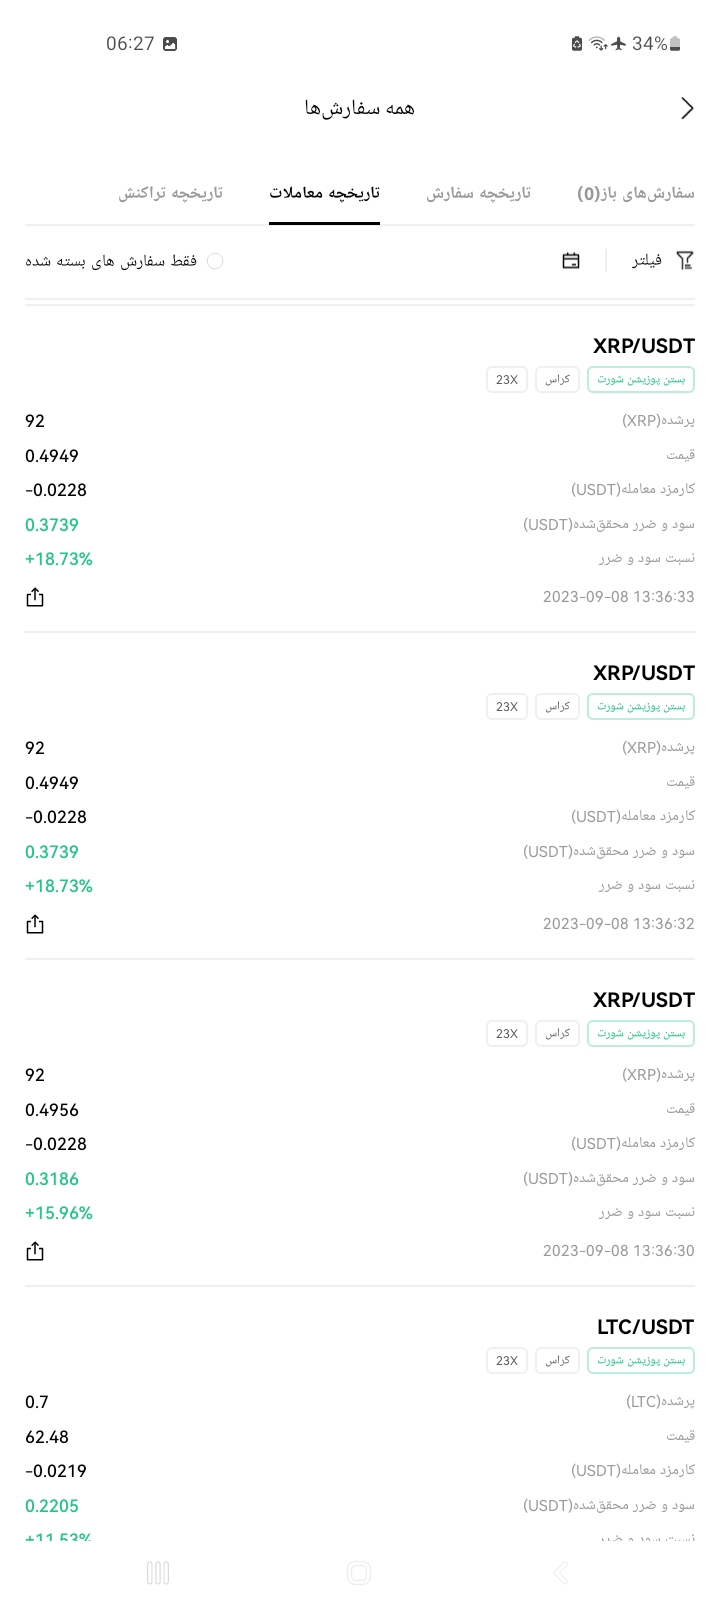 06:27
34%
همه سفارش‌ها
سفارش‌های باز(0) تاریخچه سفارش تاریخچه معاملات تاریخچه تراکنش
فیلتر فقط سفارش های بسته شده
XRP/USDT
بستن پوزیشن شورت کراس 23X
پرشده(XRP) 92
قیمت 0.4949
کارمزد معامله(USDT) -0.0228
سود و ضرر محقق‌شده(USDT) 0.3739
نسبت سود و ضرر +18.73%
2023-09-08 13:36:33
XRP/USDT
بستن پوزیشن شورت کراس 23X
پرشده(XRP) 92
قیمت 0.4949
کارمزد معامله(USDT) -0.0228
سود و ضرر محقق‌شده(USDT) 0.3739
نسبت سود و ضرر +18.73%
2023-09-08 13:36:32
XRP/USDT
بستن پوزیشن شورت کراس 23X
پرشده(XRP) 92
قیمت 0.4956
کارمزد معامله(USDT) -0.0228
سود و ضرر محقق‌شده(USDT) 0.3186
نسبت سود و ضرر +15.96%
2023-09-08 13:36:30
LTC/USDT
بستن پوزیشن شورت کراس 23X
پرشده(LTC) 0.7
قیمت 62.48
کارمزد معامله(USDT) -0.0219
سود و ضرر محقق‌شده(USDT) 0.2205
نسبت سود و ضرر +11.53%